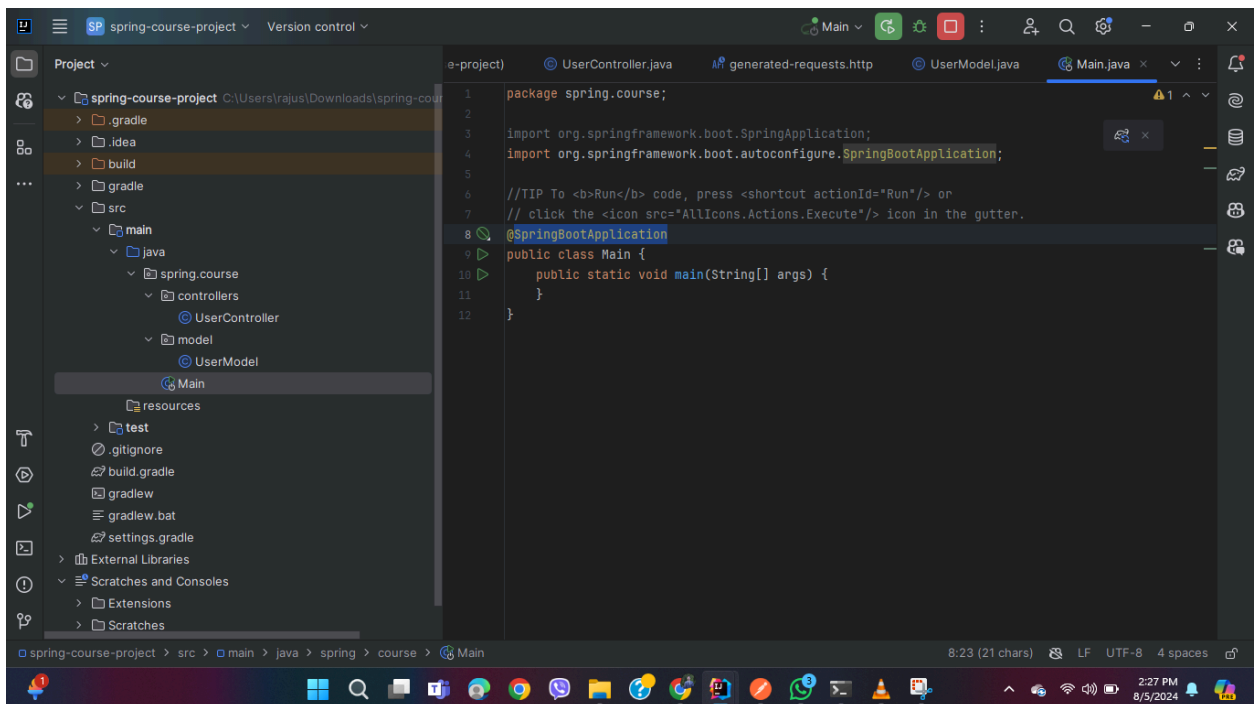 SP spring-course-project Version control Main
Project
e-project) UserController.java generated-requests.http UserModel.java Main.java
spring-course-project C:\Users\rajus\Downloads\spring-cour
.gradle
.idea
build
gradle
src
main
java
spring.course
controllers
UserController
model
UserModel
Main
resources
test
.gitignore
build.gradle
gradlew
gradlew.bat
settings.gradle
External Libraries
Scratches and Consoles
Extensions
Scratches
1 package spring.course;
2
3 import org.springframework.boot.SpringApplication;
4 import org.springframework.boot.autoconfigure.SpringBootApplication;
5
6 //TIP To <b>Run</b> code, press <shortcut actionId="Run"/> or
7 // click the <icon src="AllIcons.Actions.Execute"/> icon in the gutter.
8 @SpringBootApplication
9 public class Main {
10 public static void main(String[] args) {
11 }
12 }
1
spring-course-project > src > main > java > spring > course > Main
8:23 (21 chars) LF UTF-8 4 spaces
1
3
2:27 PM
8/5/2024
PRE